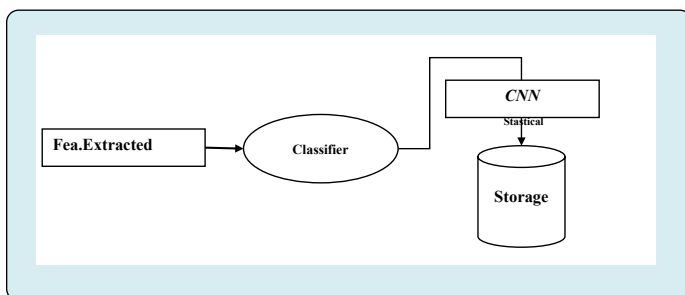 Fea.Extracted
Classifier
CNN
Stastical
Storage